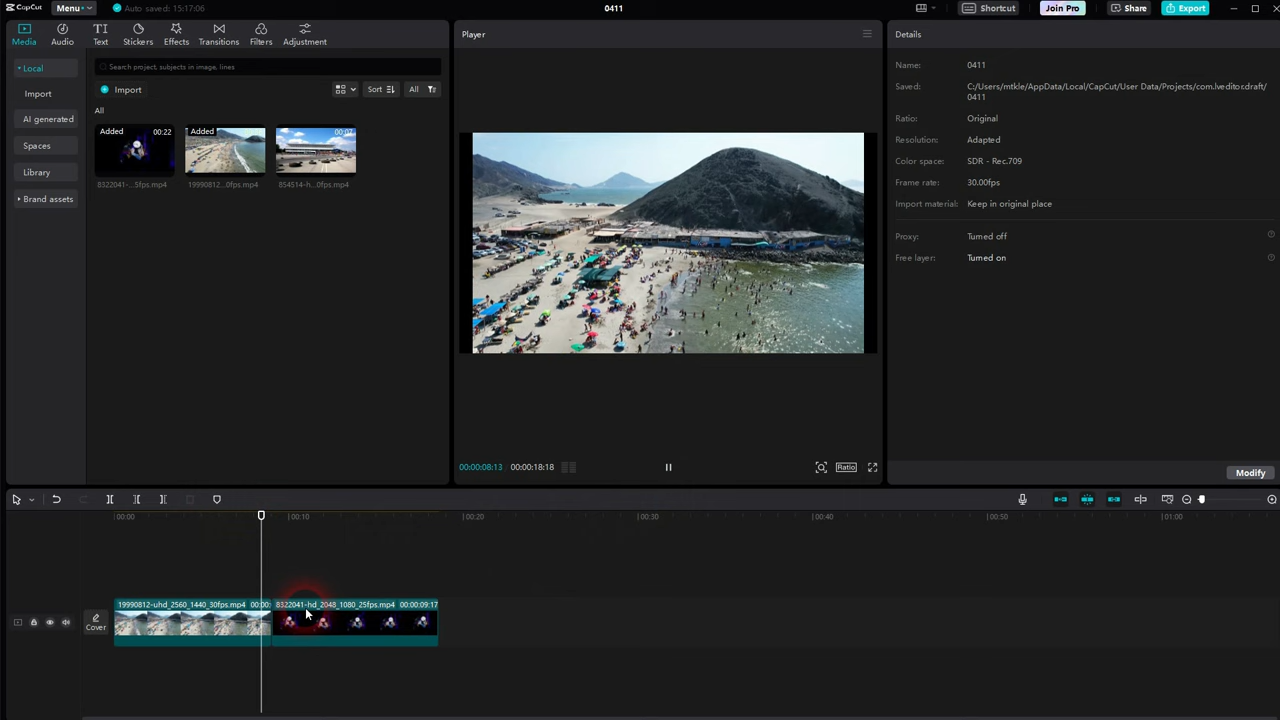 CapCut
Menu
Auto saved: 15:17:06
0411
Shortcut
Join Pro
Share
Export
Media
Audio
Text
Stickers
Effects
Transitions
Filters
Adjustment
Local
Import
AI generated
Spaces
Library
Brand assets
Search project, subjects in image, lines
Import
Sort
All
All
Added 00:22
Added
00:07
8322041-...5fps.mp4
19990812...0fps.mp4
854514-h...0fps.mp4
Player
00:00:08:13 00:00:18:18
Ratio
Details
Name: 0411
Saved: C:/Users/mtkle/AppData/Local/CapCut/User Data/Projects/com.lveditor.draft/
0411
Ratio: Original
Resolution: Adapted
Color space: SDR - Rec.709
Frame rate: 30.00fps
Import material: Keep in original place
Proxy: Turned off
Free layer: Turned on
Modify
00:00 00:10 00:20 00:30 00:40 00:50 01:00
19990812-uhd_2560_1440_30fps.mp4 00:00:
8322041-hd_2048_1080_25fps.mp4 00:00:09:17
Cover